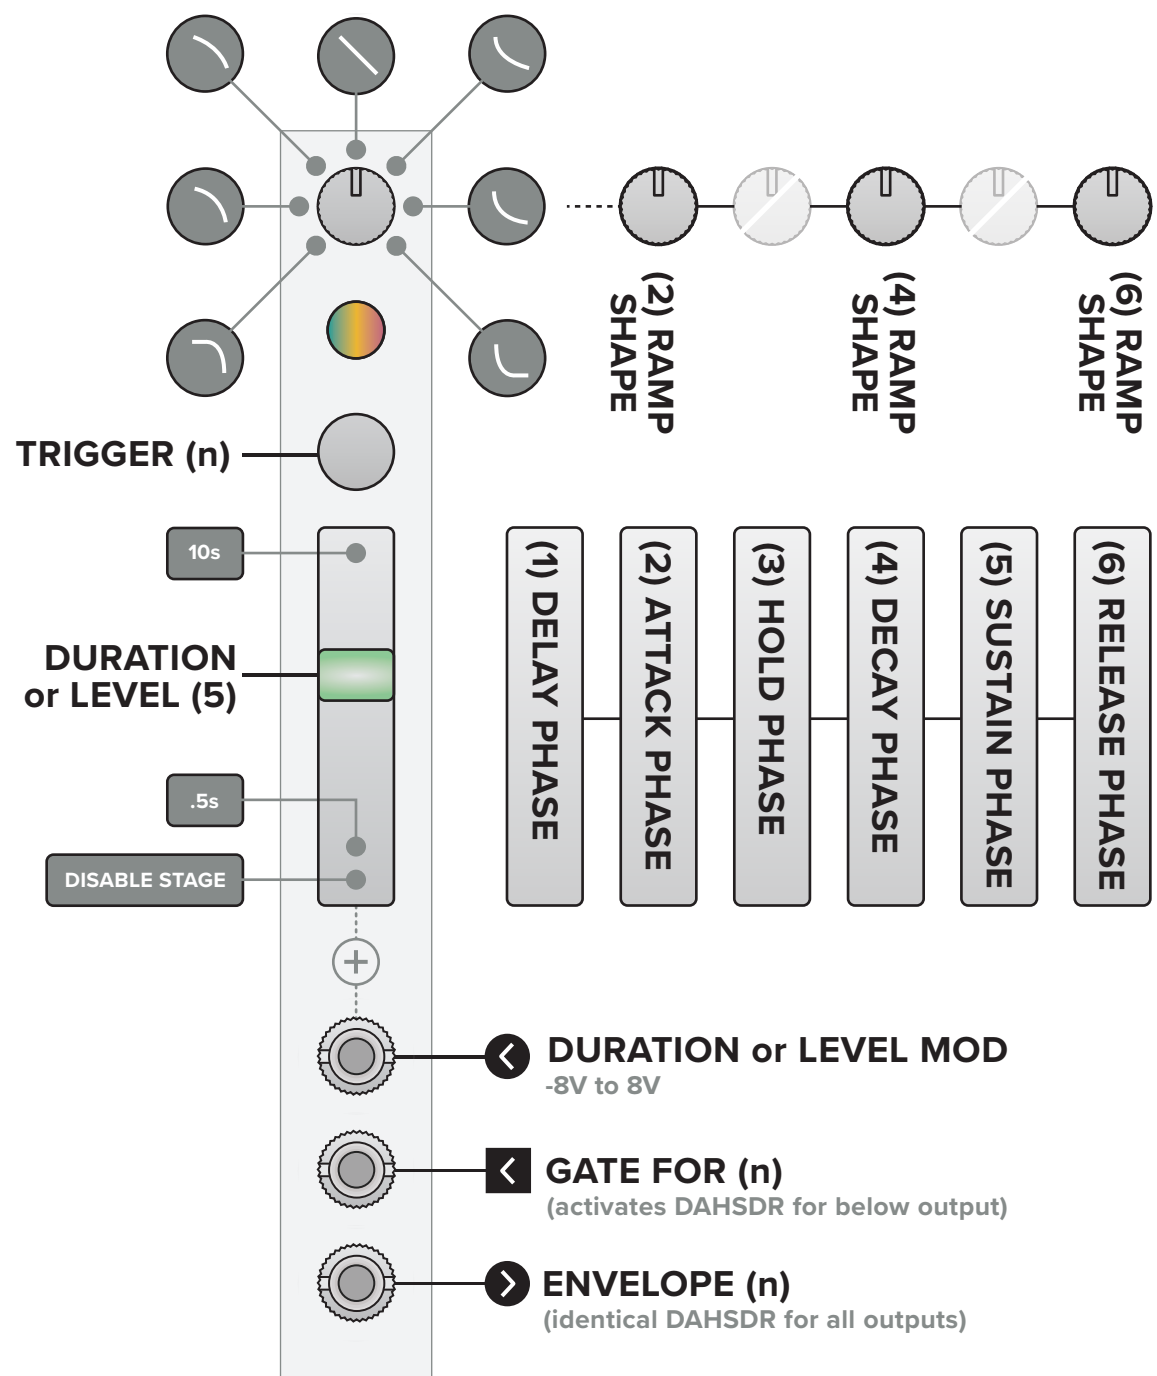 (2) RAMP
SHAPE
(4) RAMP
SHAPE
(6) RAMP
SHAPE
TRIGGER (n)
10s
DURATION
or LEVEL (5)
.5s
DISABLE STAGE
(1) DELAY PHASE
(2) ATTACK PHASE
(3) HOLD PHASE
(4) DECAY PHASE
(5) SUSTAIN PHASE
(6) RELEASE PHASE
DURATION or LEVEL MOD
-8V to 8V
GATE FOR (n)
(activates DAHSDR for below output)
ENVELOPE (n)
(identical DAHSDR for all outputs)